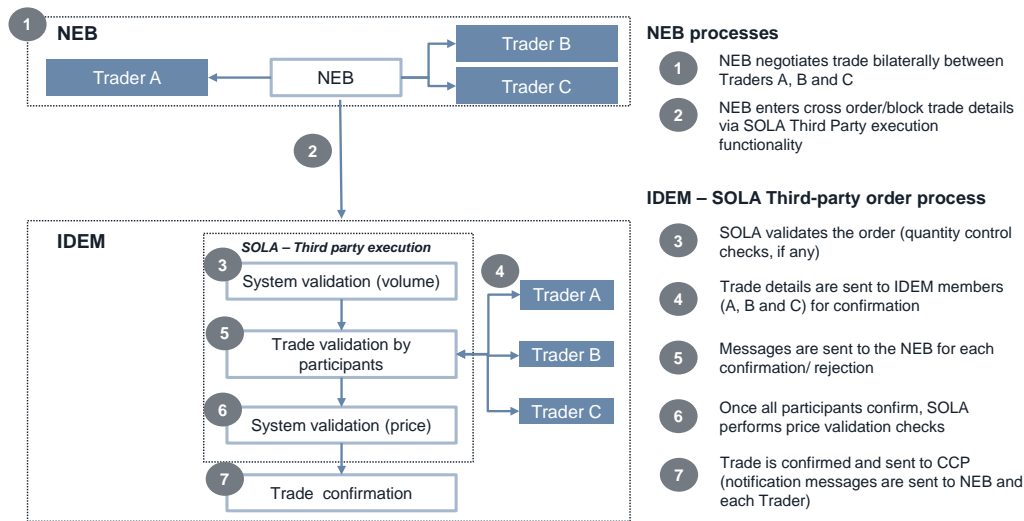 1
NEB
Trader A
NEB
Trader B
Trader C
2
IDEM
SOLA – Third party execution
3
System validation (volume)
4
Trader A
5
Trade validation by
participants
Trader B
6
System validation (price)
Trader C
7
Trade confirmation
NEB processes
1
NEB negotiates trade bilaterally between
Traders A, B and C
2
NEB enters cross order/block trade details
via SOLA Third Party execution
functionality
IDEM – SOLA Third-party order process
3
SOLA validates the order (quantity control
checks, if any)
4
Trade details are sent to IDEM members
(A, B and C) for confirmation
5
Messages are sent to the NEB for each
confirmation/ rejection
6
Once all participants confirm, SOLA
performs price validation checks
7
Trade is confirmed and sent to CCP
(notification messages are sent to NEB and
each Trader)